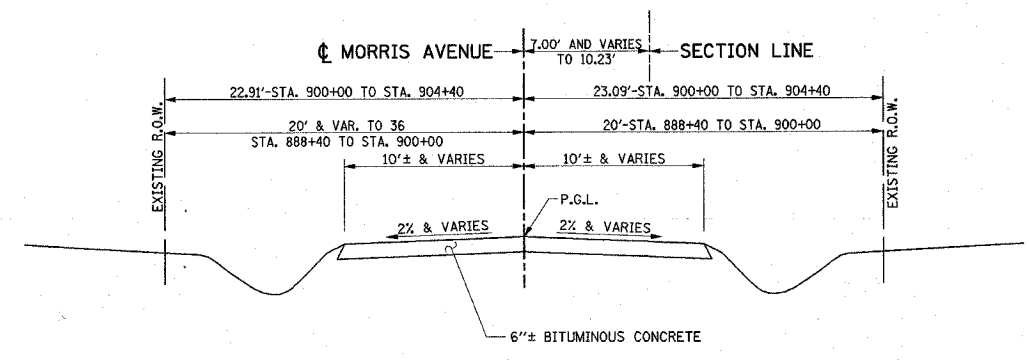 ℄ MORRIS AVENUE
7.00' AND VARIES
TO 10.23'
SECTION LINE
22.91'-STA. 900+00 TO STA. 904+40
23.09'-STA. 900+00 TO STA. 904+40
20' & VAR. TO 36
STA. 888+40 TO STA. 900+00
20'-STA. 888+40 TO STA. 900+00
EXISTING R.O.W.
EXISTING R.O.W.
10'± & VARIES
10'± & VARIES
P.G.L.
2% & VARIES
2% & VARIES
6"± BITUMINOUS CONCRETE